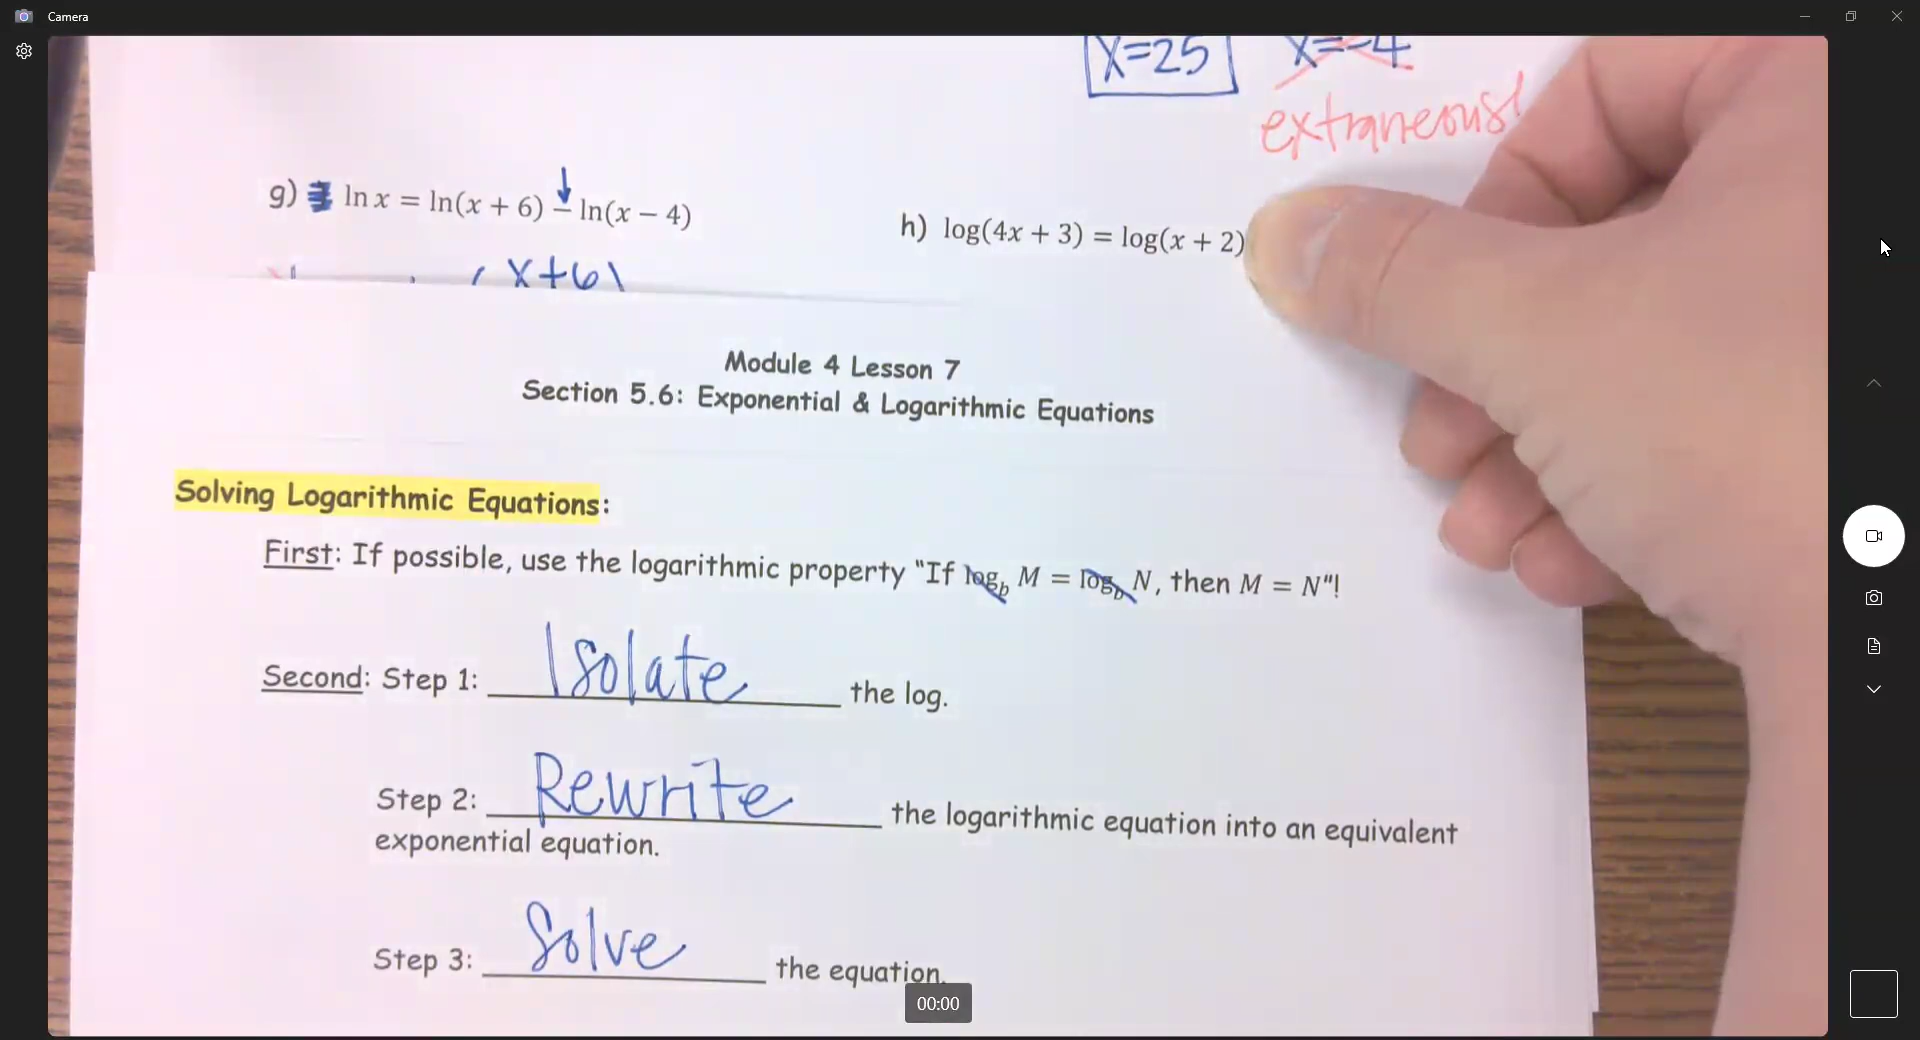 Camera
x=25 x=-4
extraneous!
g) ln x = ln(x + 6) − ln(x − 4)
h) log(4x + 3) = log(x + 2)
(x+6)
Module 4 Lesson 7
Section 5.6: Exponential & Logarithmic Equations
Solving Logarithmic Equations:
First: If possible, use the logarithmic property "If log_b M = log_b N, then M = N"!
Second: Step 1: Isolate the log.
Step 2: Rewrite the logarithmic equation into an equivalent
exponential equation.
Step 3: Solve the equation.
00:00